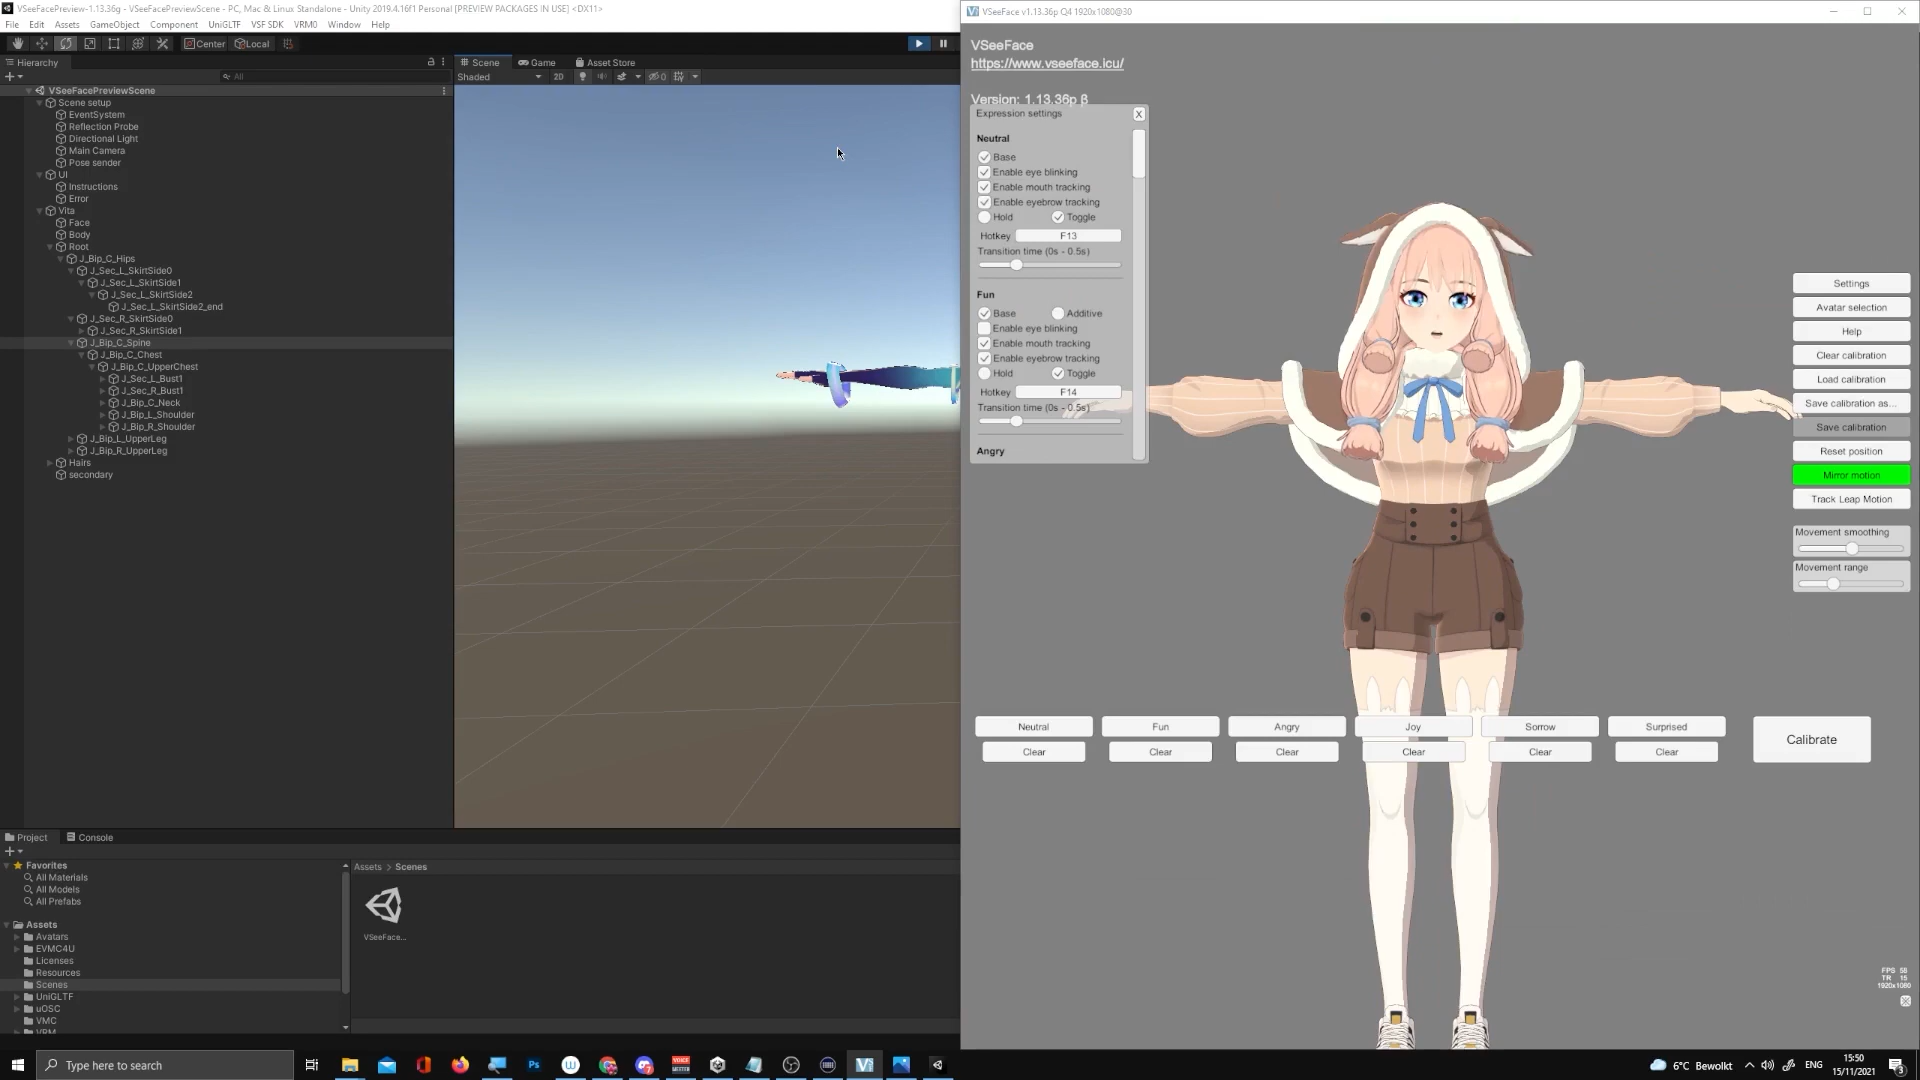 VSeeFacePreview-1.13.36g - VSeeFacePreviewScene - PC, Mac & Linux Standalone - Unity 2019.4.16f1 Personal [PREVIEW PACKAGES IN USE] <DX11>
File Edit Assets GameObject Component UniGLTF VSF SDK VRM0 Window Help
Center Local
Hierarchy
All
VSeeFacePreviewScene
Scene setup
EventSystem
Reflection Probe
Directional Light
Main Camera
Pose sender
UI
Instructions
Error
Vita
Face
Body
Root
J_Bip_C_Hips
J_Sec_L_SkirtSide0
J_Sec_L_SkirtSide1
J_Sec_L_SkirtSide2
J_Sec_L_SkirtSide2_end
J_Sec_R_SkirtSide0
J_Sec_R_SkirtSide1
J_Bip_C_Spine
J_Bip_C_Chest
J_Bip_C_UpperChest
J_Sec_L_Bust1
J_Sec_R_Bust1
J_Bip_C_Neck
J_Bip_L_Shoulder
J_Bip_R_Shoulder
J_Bip_L_UpperLeg
J_Bip_R_UpperLeg
Hairs
secondary
Scene Game Asset Store
Shaded 2D 0
Project Console
Favorites
All Materials
All Models
All Prefabs
Assets
Avatars
EVMC4U
Licenses
Resources
Scenes
UniGLTF
uOSC
VMC
VRM
Assets > Scenes
VSeeFace...
VSeeFace v1.13.36p Q4 1920x1080@30
VSeeFace
https://www.vseeface.icu/
Version: 1.13.36p β
Expression settings X
Neutral
Base
Enable eye blinking
Enable mouth tracking
Enable eyebrow tracking
Hold Toggle
Hotkey F13
Transition time (0s - 0.5s)
Fun
Base Additive
Enable eye blinking
Enable mouth tracking
Enable eyebrow tracking
Hold Toggle
Hotkey F14
Transition time (0s - 0.5s)
Angry
Settings
Avatar selection
Help
Clear calibration
Load calibration
Save calibration as...
Save calibration
Reset position
Mirror motion
Track Leap Motion
Movement smoothing
Movement range
Neutral Fun Angry Joy Sorrow Surprised
Clear Clear Clear Clear Clear Clear
Calibrate
FPS 58
TR 15
1920x1080
Type here to search
6°C Bewolkt
ENG
15:50
15/11/2021